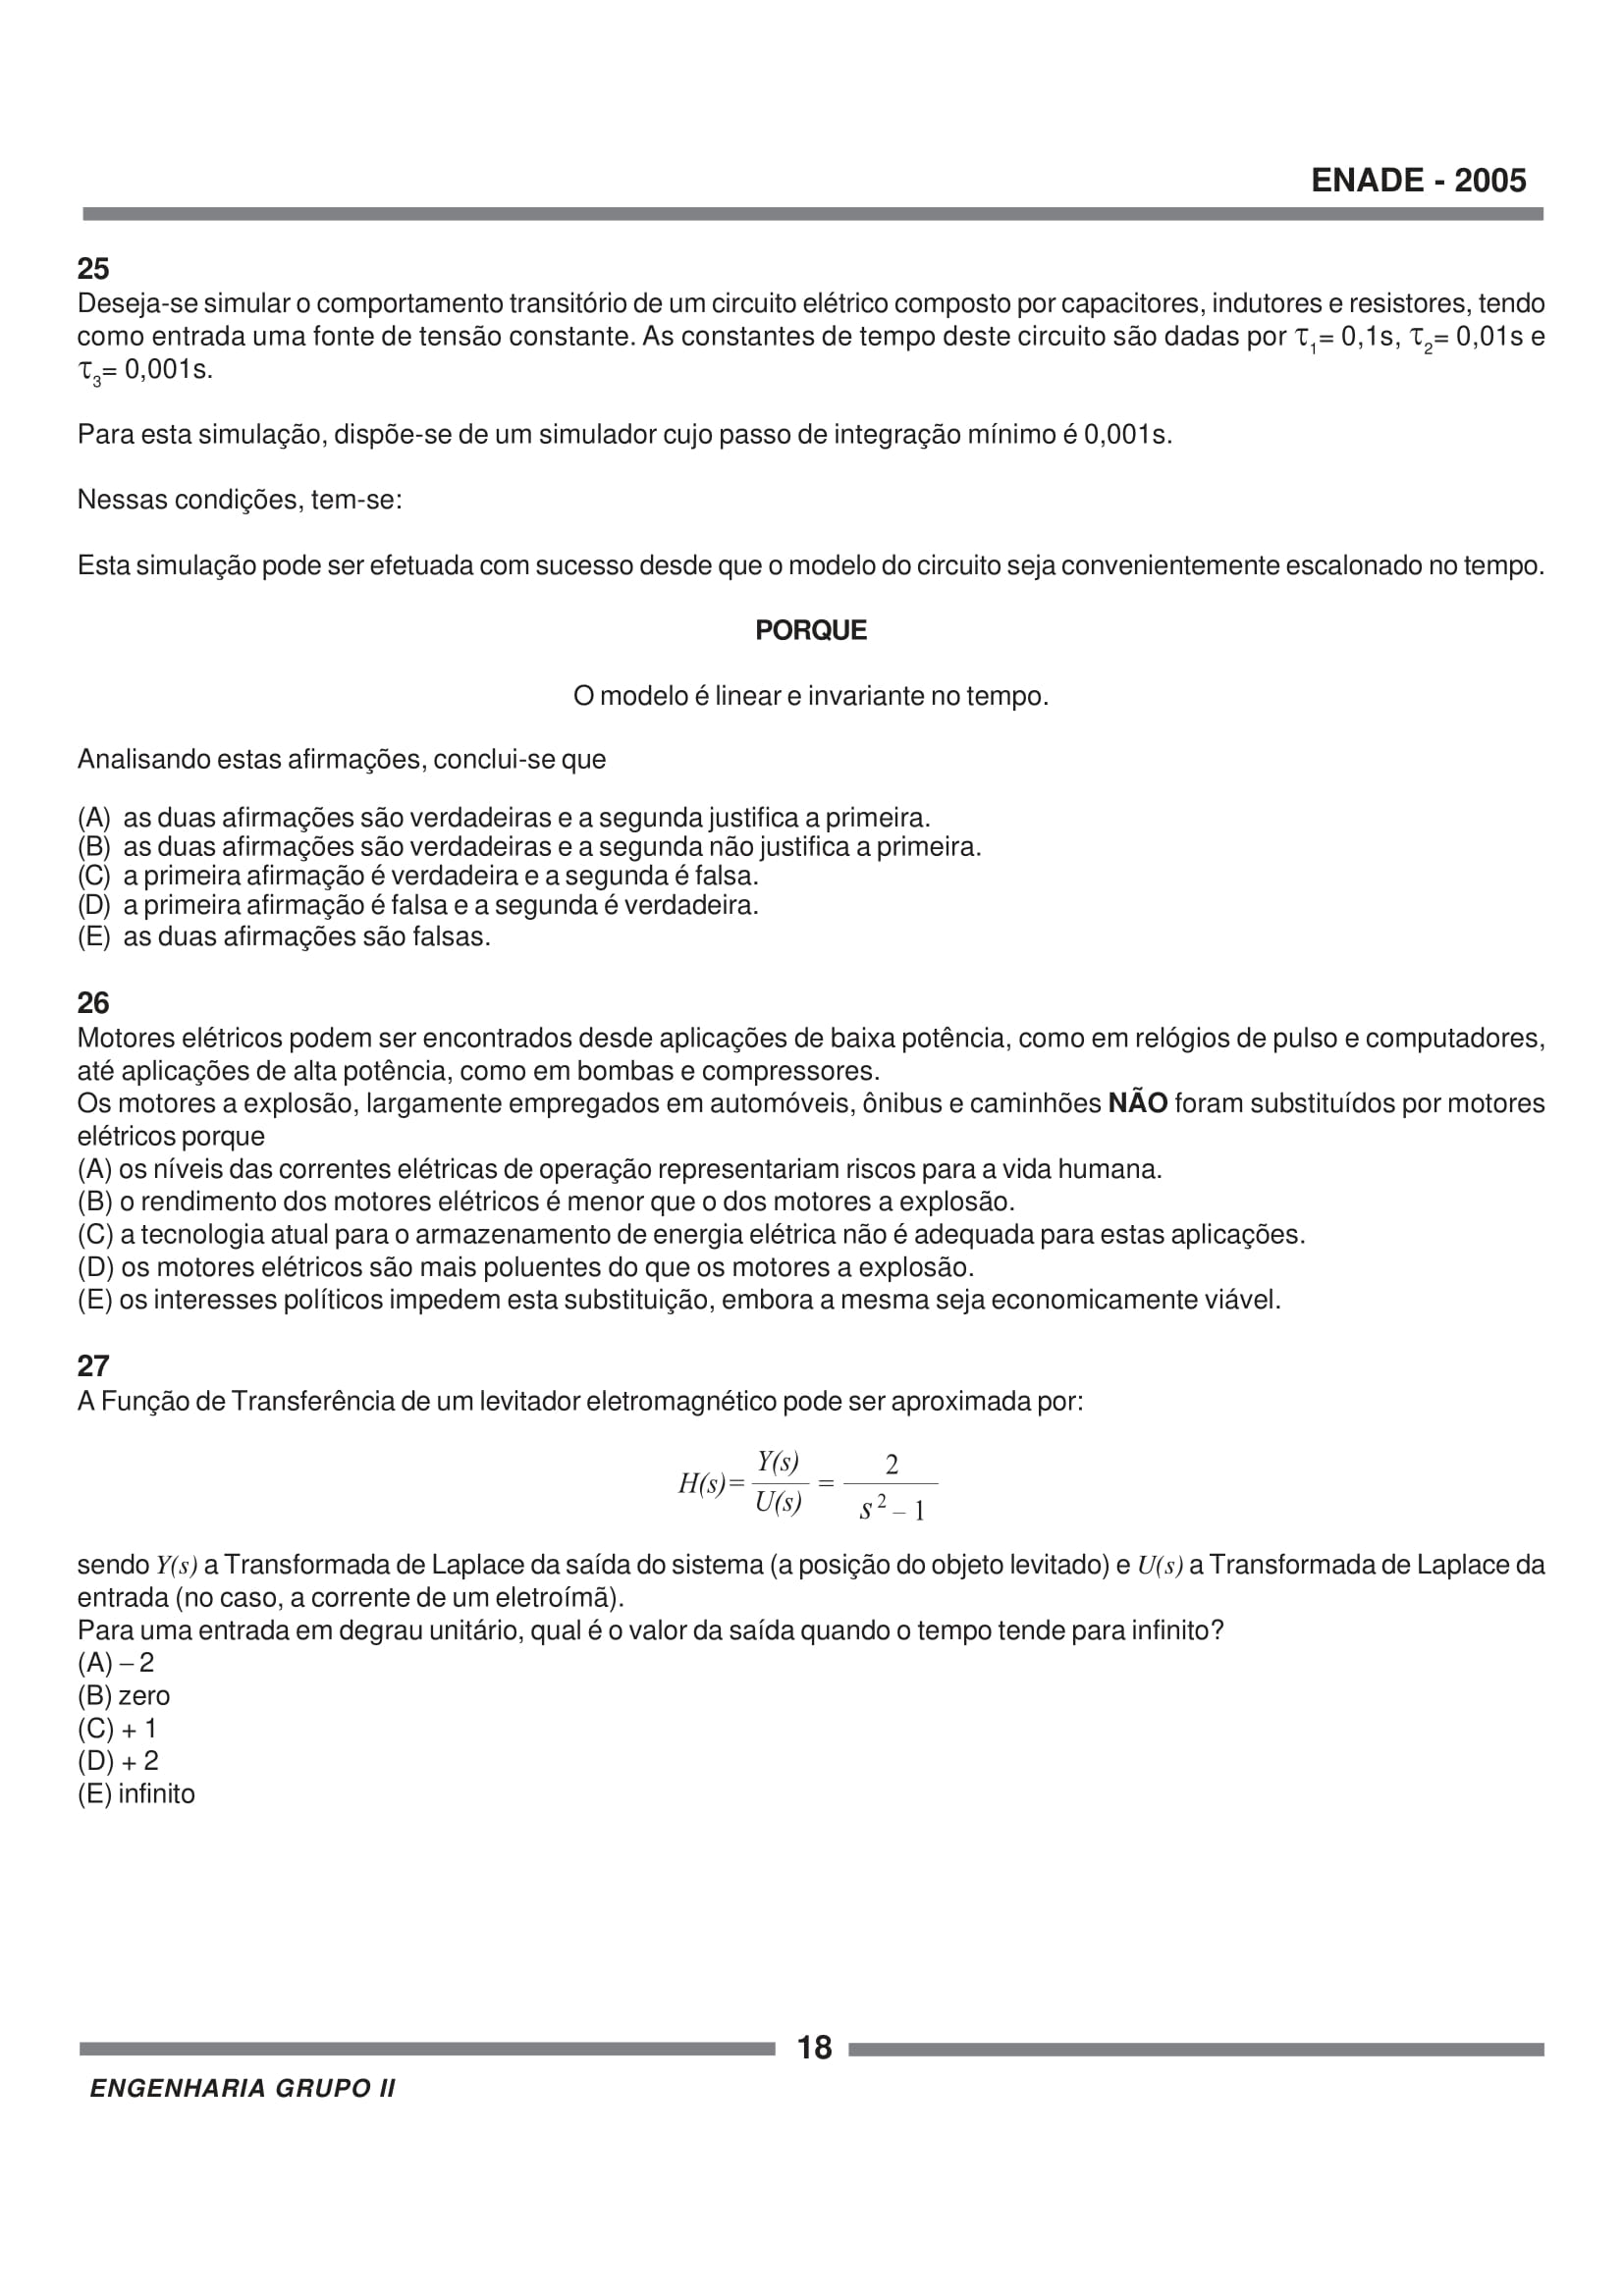 ENADE - 2005
25
Deseja-se simular o comportamento transitório de um circuito elétrico composto por capacitores, indutores e resistores, tendo
como entrada uma fonte de tensão constante. As constantes de tempo deste circuito são dadas por τ1= 0,1s, τ2= 0,01s e
τ3= 0,001s.
Para esta simulação, dispõe-se de um simulador cujo passo de integração mínimo é 0,001s.
Nessas condições, tem-se:
Esta simulação pode ser efetuada com sucesso desde que o modelo do circuito seja convenientemente escalonado no tempo.
PORQUE
O modelo é linear e invariante no tempo.
Analisando estas afirmações, conclui-se que
(A) as duas afirmações são verdadeiras e a segunda justifica a primeira.
(B) as duas afirmações são verdadeiras e a segunda não justifica a primeira.
(C) a primeira afirmação é verdadeira e a segunda é falsa.
(D) a primeira afirmação é falsa e a segunda é verdadeira.
(E) as duas afirmações são falsas.
26
Motores elétricos podem ser encontrados desde aplicações de baixa potência, como em relógios de pulso e computadores,
até aplicações de alta potência, como em bombas e compressores.
Os motores a explosão, largamente empregados em automóveis, ônibus e caminhões NÃO foram substituídos por motores
elétricos porque
(A) os níveis das correntes elétricas de operação representariam riscos para a vida humana.
(B) o rendimento dos motores elétricos é menor que o dos motores a explosão.
(C) a tecnologia atual para o armazenamento de energia elétrica não é adequada para estas aplicações.
(D) os motores elétricos são mais poluentes do que os motores a explosão.
(E) os interesses políticos impedem esta substituição, embora a mesma seja economicamente viável.
27
A Função de Transferência de um levitador eletromagnético pode ser aproximada por:
H(s)= Y(s)/U(s) = 2/(s² – 1)
sendo Y(s) a Transformada de Laplace da saída do sistema (a posição do objeto levitado) e U(s) a Transformada de Laplace da
entrada (no caso, a corrente de um eletroímã).
Para uma entrada em degrau unitário, qual é o valor da saída quando o tempo tende para infinito?
(A) – 2
(B) zero
(C) + 1
(D) + 2
(E) infinito
18
ENGENHARIA GRUPO II